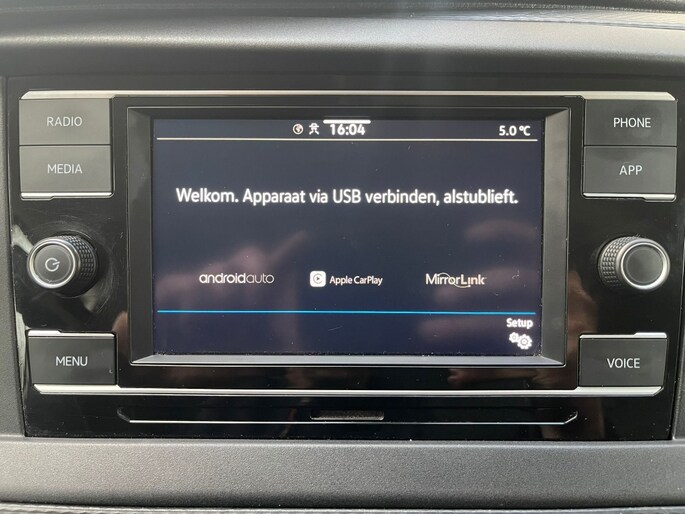 RADIO
MEDIA
MENU
16:04
5.0 °C
Welkom. Apparaat via USB verbinden, alstublieft.
androidauto
Apple CarPlay
MirrorLink
Setup
PHONE
APP
VOICE